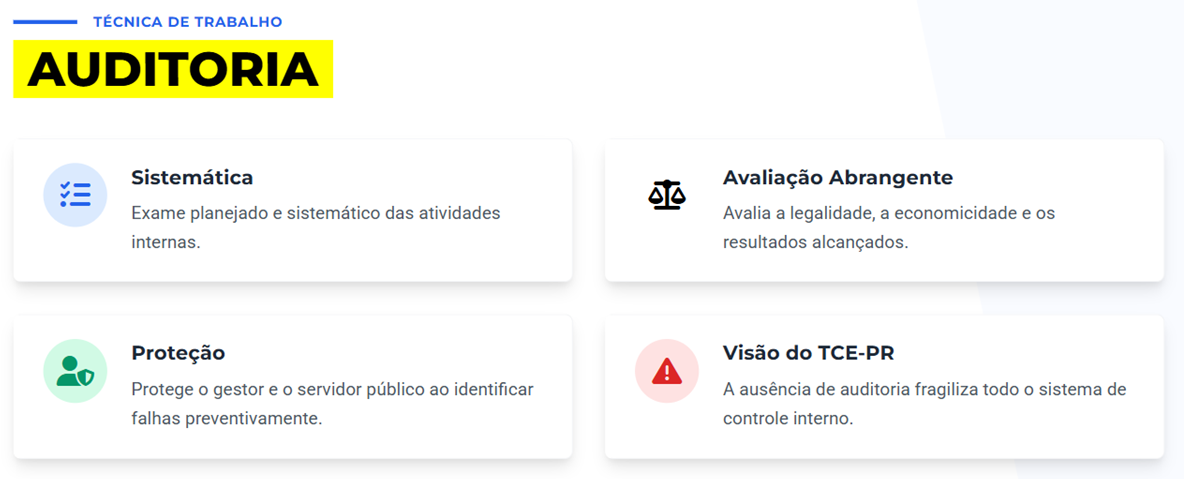 TÉCNICA DE TRABALHO
AUDITORIA
Sistemática
Exame planejado e sistemático das atividades
internas.
Avaliação Abrangente
Avalia a legalidade, a economicidade e os
resultados alcançados.
Proteção
Protege o gestor e o servidor público ao identificar
falhas preventivamente.
Visão do TCE-PR
A ausência de auditoria fragiliza todo o sistema de
controle interno.